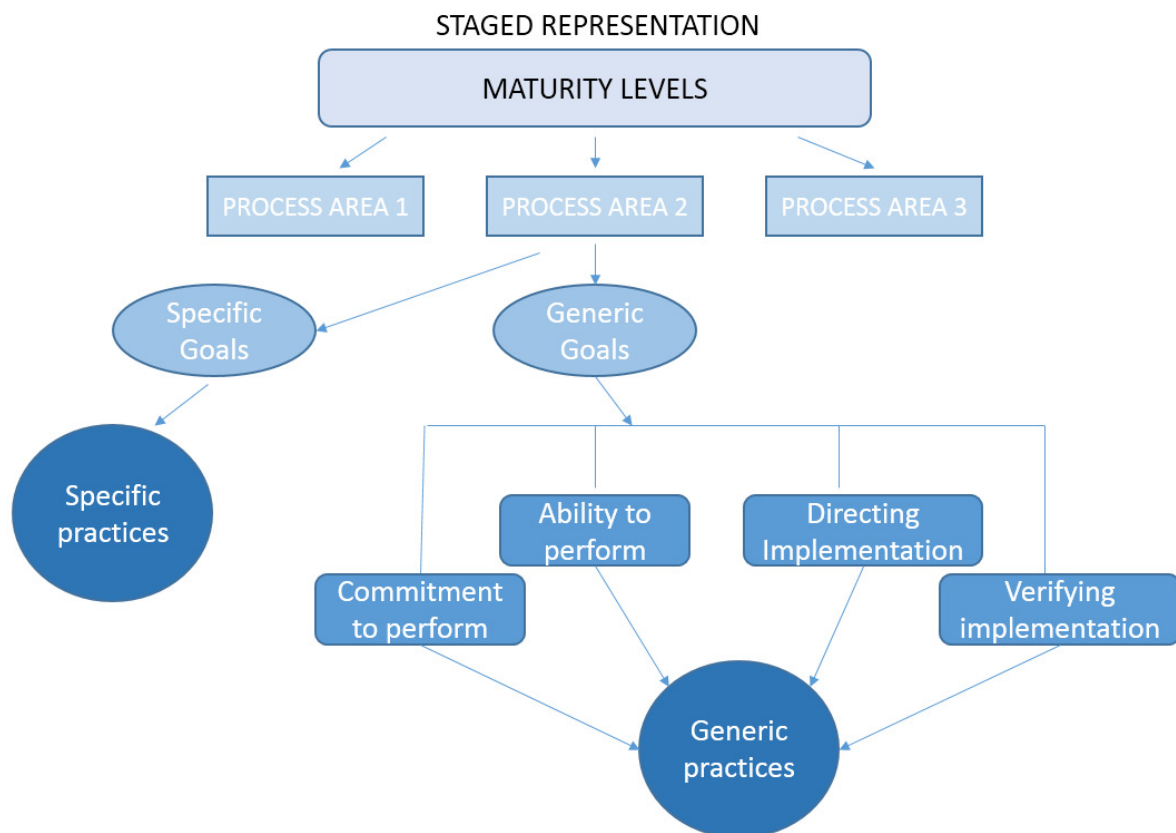 STAGED REPRESENTATION
MATURITY LEVELS
PROCESS AREA 1
PROCESS AREA 2
PROCESS AREA 3
Specific
Goals
Generic
Goals
Specific
practices
Ability to
perform
Directing
Implementation
Commitment
to perform
Verifying
implementation
Generic
practices